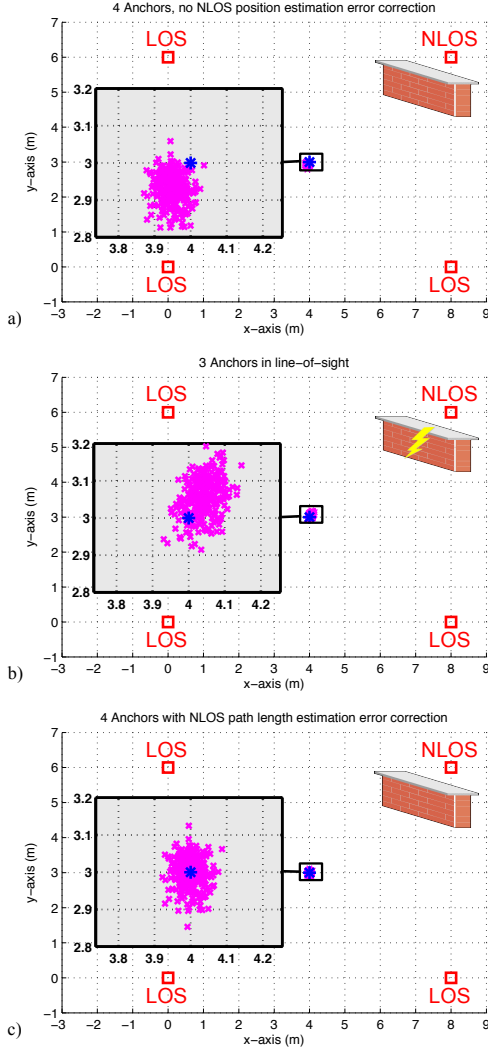 4 Anchors, no NLOS position estimation error correction
7
LOS
NLOS
6
5
4
3
2
1
0
−1
y−axis (m)
3.2
3.1
3
2.9
2.8
3.8 3.9 4 4.1 4.2
LOS
LOS
−3 −2 −1 0 1 2 3 4 5 6 7 8 9
x−axis (m)
a)
3 Anchors in line−of−sight
7
LOS
NLOS
6
5
4
3
2
1
0
−1
y−axis (m)
3.2
3.1
3
2.9
2.8
3.8 3.9 4 4.1 4.2
LOS
LOS
−3 −2 −1 0 1 2 3 4 5 6 7 8 9
x−axis (m)
b)
4 Anchors with NLOS path length estimation error correction
7
LOS
NLOS
6
5
4
3
2
1
0
−1
y−axis (m)
3.2
3.1
3
2.9
2.8
3.8 3.9 4 4.1 4.2
LOS
LOS
−3 −2 −1 0 1 2 3 4 5 6 7 8 9
x−axis (m)
c)